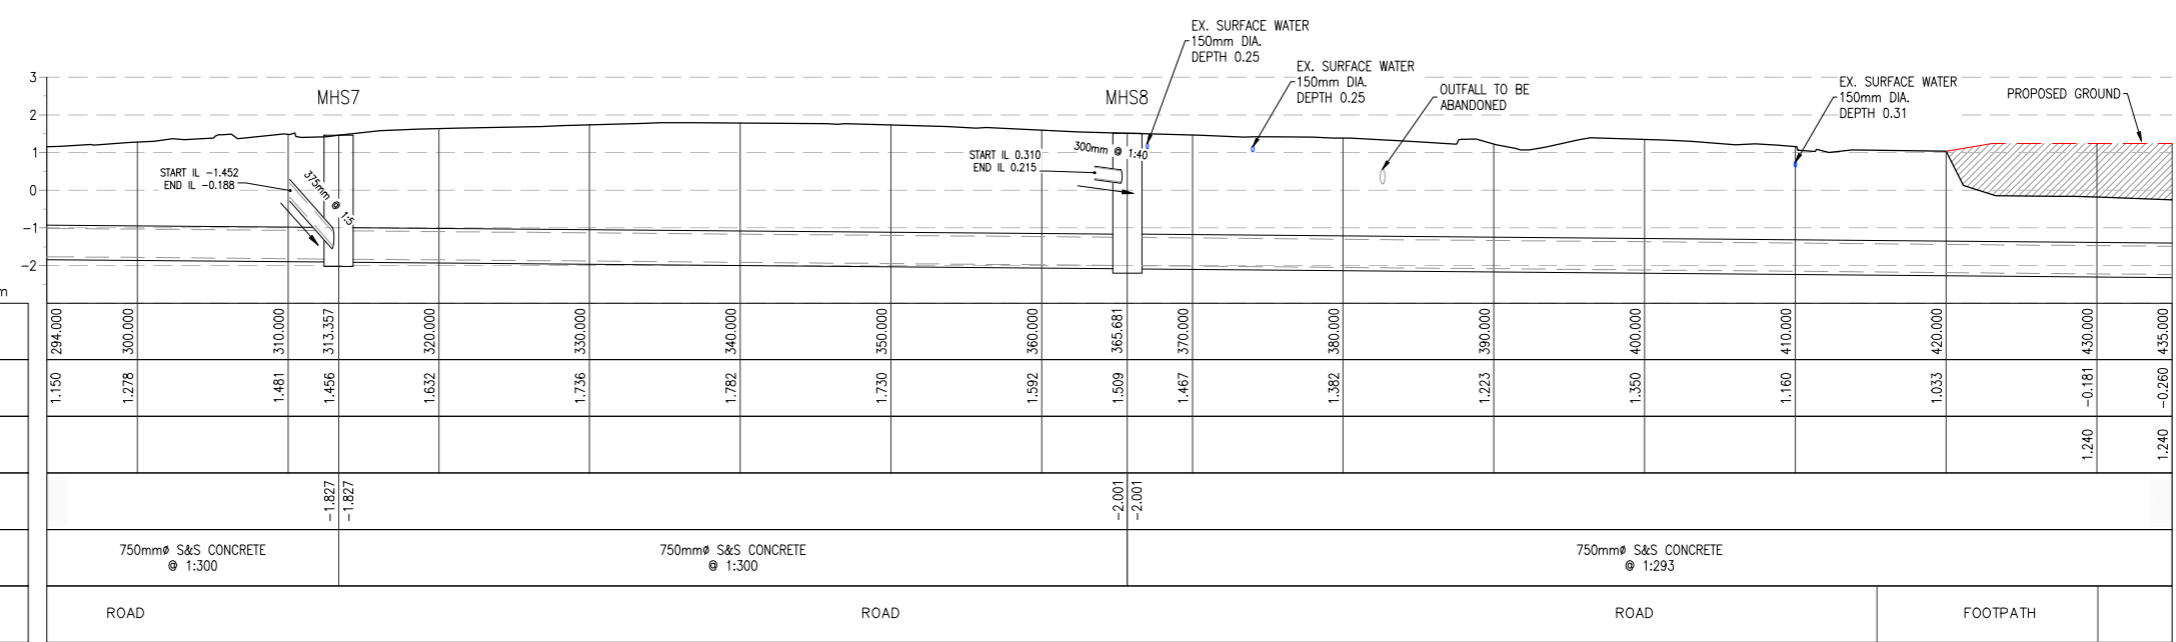 EX. SURFACE WATER
150mm DIA.
DEPTH 0.25
EX. SURFACE WATER
150mm DIA.
DEPTH 0.25
OUTFALL TO BE
ABANDONED
EX. SURFACE WATER
150mm DIA.
DEPTH 0.31
PROPOSED GROUND
MHS7
MHS8
3
2
1
0
-1
-2
START IL -1.452
END IL -0.188
375mm @ 1:5
START IL 0.310
END IL 0.215
300mm @ 1:40
m
294.000 300.000 310.000 313.357 320.000 330.000 340.000 350.000 360.000 365.681 370.000 380.000 390.000 400.000 410.000 420.000 430.000 435.000
1.150 1.278 1.481 1.456 1.632 1.736 1.782 1.730 1.592 1.509 1.467 1.382 1.223 1.350 1.160 1.033 -0.181 -0.260
1.240 1.240
-1.827 -1.827 -2.001 -2.001
750mmø S&S CONCRETE
@ 1:300
750mmø S&S CONCRETE
@ 1:300
750mmø S&S CONCRETE
@ 1:293
ROAD ROAD ROAD FOOTPATH